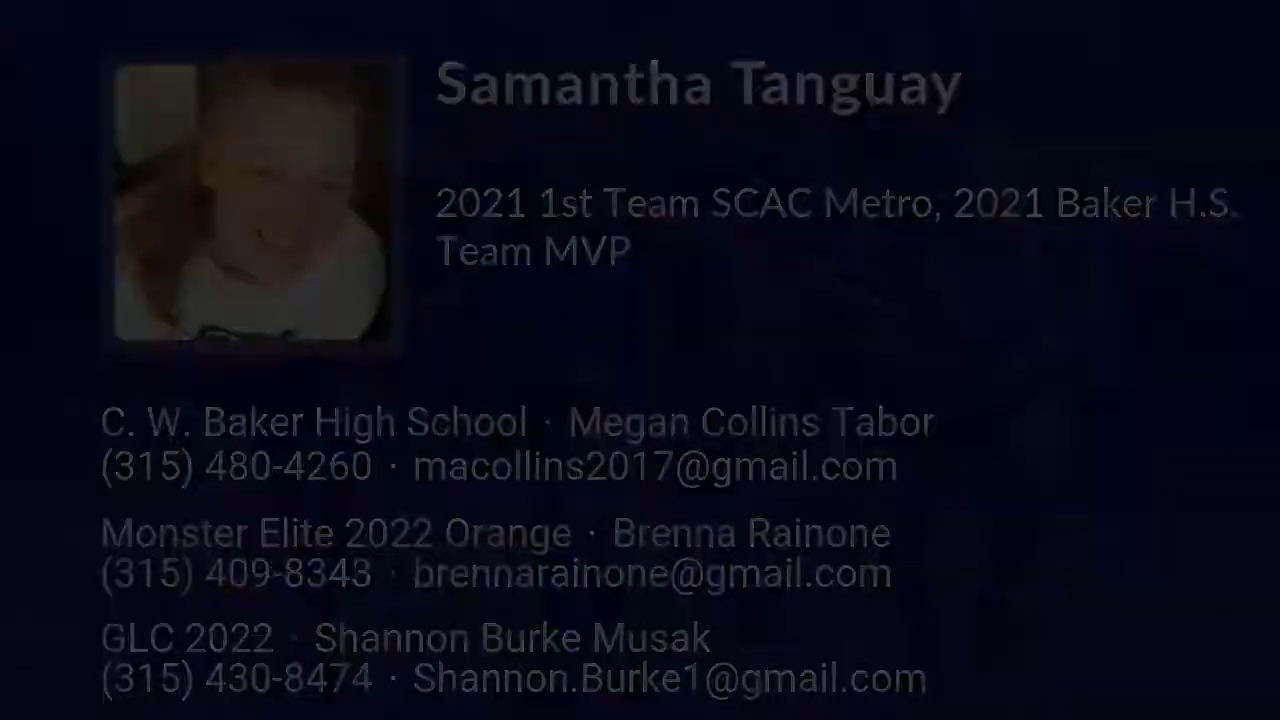 Samantha Tanguay
2021 1st Team SCAC Metro, 2021 Baker H.S.
Team MVP
C. W. Baker High School · Megan Collins Tabor
(315) 480-4260 · macollins2017@gmail.com
Monster Elite 2022 Orange · Brenna Rainone
(315) 409-8343 · brennarainone@gmail.com
GLC 2022 · Shannon Burke Musak
(315) 430-8474 · Shannon.Burke1@gmail.com